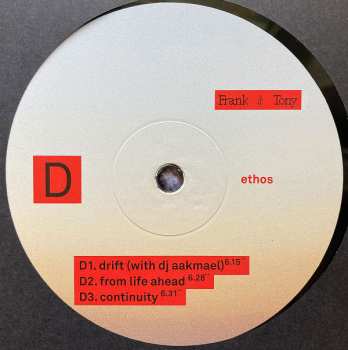 Frank & Tony
D
ethos
D1. drift (with dj aakmael) 6.15"
D2. from life ahead 6.28"
D3. continuity 6.31"